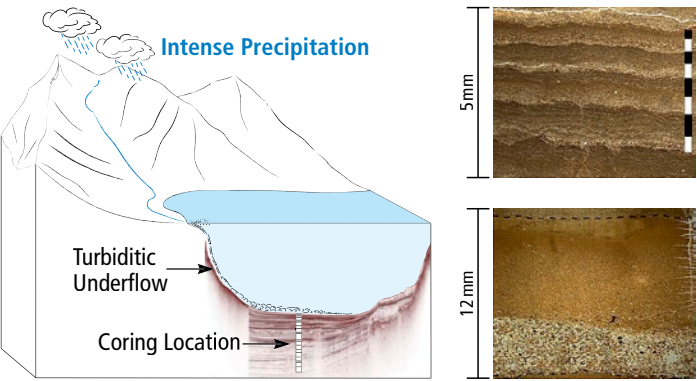 Intense Precipitation
5mm
Turbiditic
Underflow
Coring Location
12mm